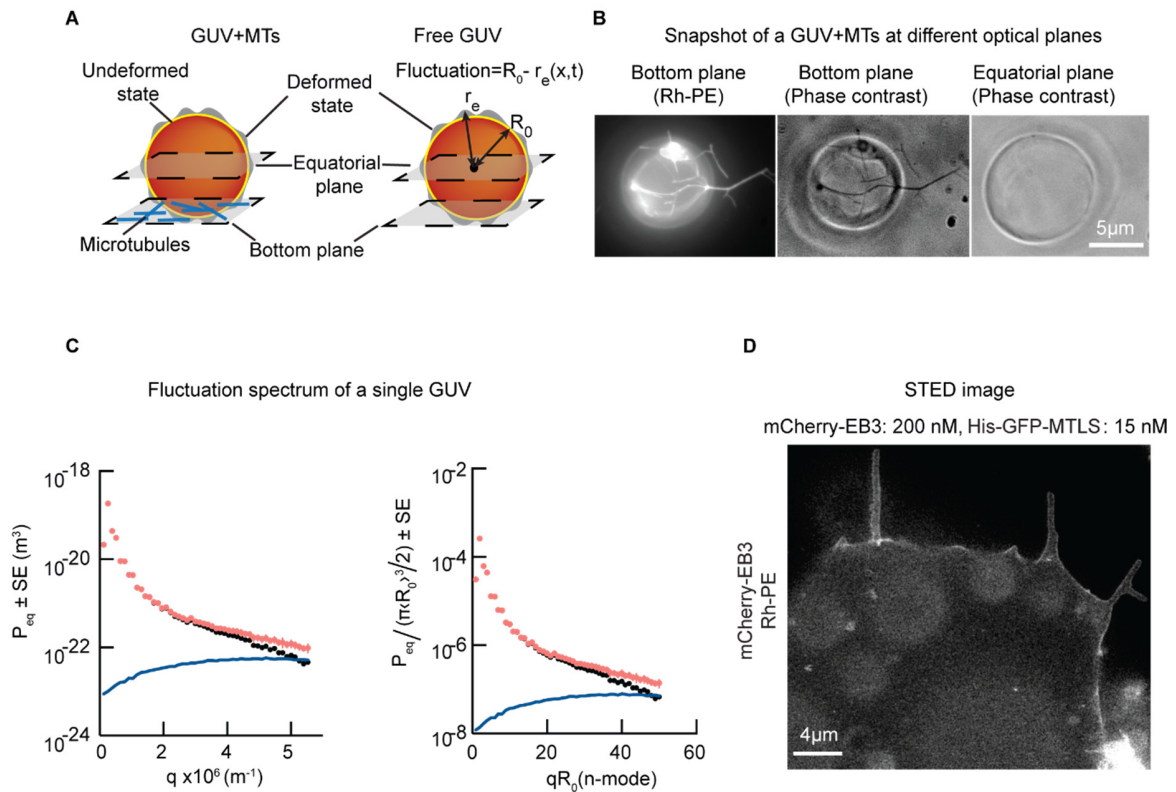 A
GUV+MTs
Free GUV
Undeformed
state
Deformed
state
Fluctuation=R₀- rₑ(x,t)
rₑ
R₀
Equatorial
plane
Microtubules
Bottom plane
B
Snapshot of a GUV+MTs at different optical planes
Bottom plane
(Rh-PE)
Bottom plane
(Phase contrast)
Equatorial plane
(Phase contrast)
5µm
C
Fluctuation spectrum of a single GUV
P_eq ± SE (m³)
10⁻¹⁸
10⁻²⁰
10⁻²²
10⁻²⁴
0 2 4 5
q x10⁶ (m⁻¹)
P_eq/(π‹R₀›³/2) ± SE
10⁻²
10⁻⁴
10⁻⁶
10⁻⁸
0 20 40 60
qR₀(n-mode)
D
STED image
mCherry-EB3: 200 nM, His-GFP-MTLS: 15 nM
mCherry-EB3
Rh-PE
4µm